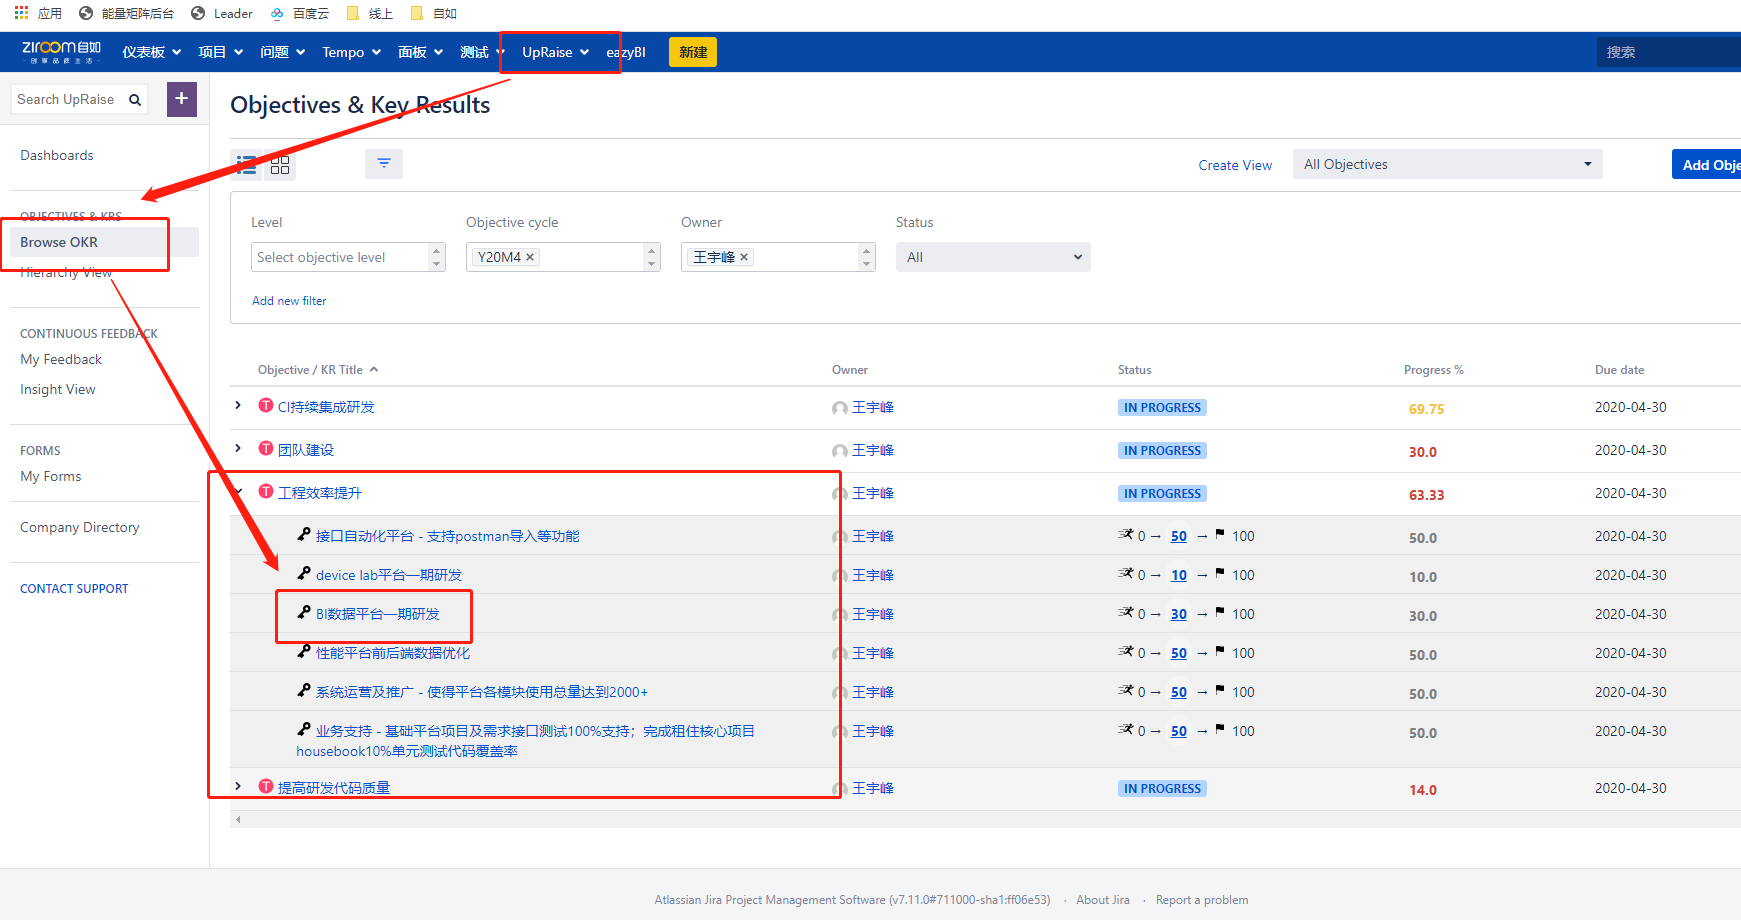 应用 能量矩阵后台 Leader 百度云 线上 自如
ziroom自如 仪表板 项目 问题 Tempo 面板 测试 UpRaise eazyBI 新建 搜索
创享品质生活
Search UpRaise +
Objectives & Key Results
Dashboards
Create View All Objectives Add Obje
OBJECTIVES & KRS
Browse OKR
Hierarchy View
Level Objective cycle Owner Status
Select objective level Y20M4 × 王宇峰 × All
Add new filter
CONTINUOUS FEEDBACK
My Feedback
Insight View
FORMS
My Forms
Company Directory
CONTACT SUPPORT
Objective / KR Title Owner Status Progress % Due date
T CI持续集成研发 王宇峰 IN PROGRESS 69.75 2020-04-30
T 团队建设 王宇峰 IN PROGRESS 30.0 2020-04-30
T 工程效率提升 王宇峰 IN PROGRESS 63.33 2020-04-30
接口自动化平台 - 支持postman导入等功能 王宇峰 0 → 50 → 100 50.0 2020-04-30
device lab平台一期研发 王宇峰 0 → 10 → 100 10.0 2020-04-30
BI数据平台一期研发 王宇峰 0 → 30 → 100 30.0 2020-04-30
性能平台前后端数据优化 王宇峰 0 → 50 → 100 50.0 2020-04-30
系统运营及推广 - 使得平台各模块使用总量达到2000+ 王宇峰 0 → 50 → 100 50.0 2020-04-30
业务支持 - 基础平台项目及需求接口测试100%支持；完成租住核心项目 王宇峰 0 → 50 → 100 50.0 2020-04-30
housebook10%单元测试代码覆盖率
T 提高研发代码质量 王宇峰 IN PROGRESS 14.0 2020-04-30
Atlassian Jira Project Management Software (v7.11.0#711000-sha1:ff06e53) · About Jira · Report a problem